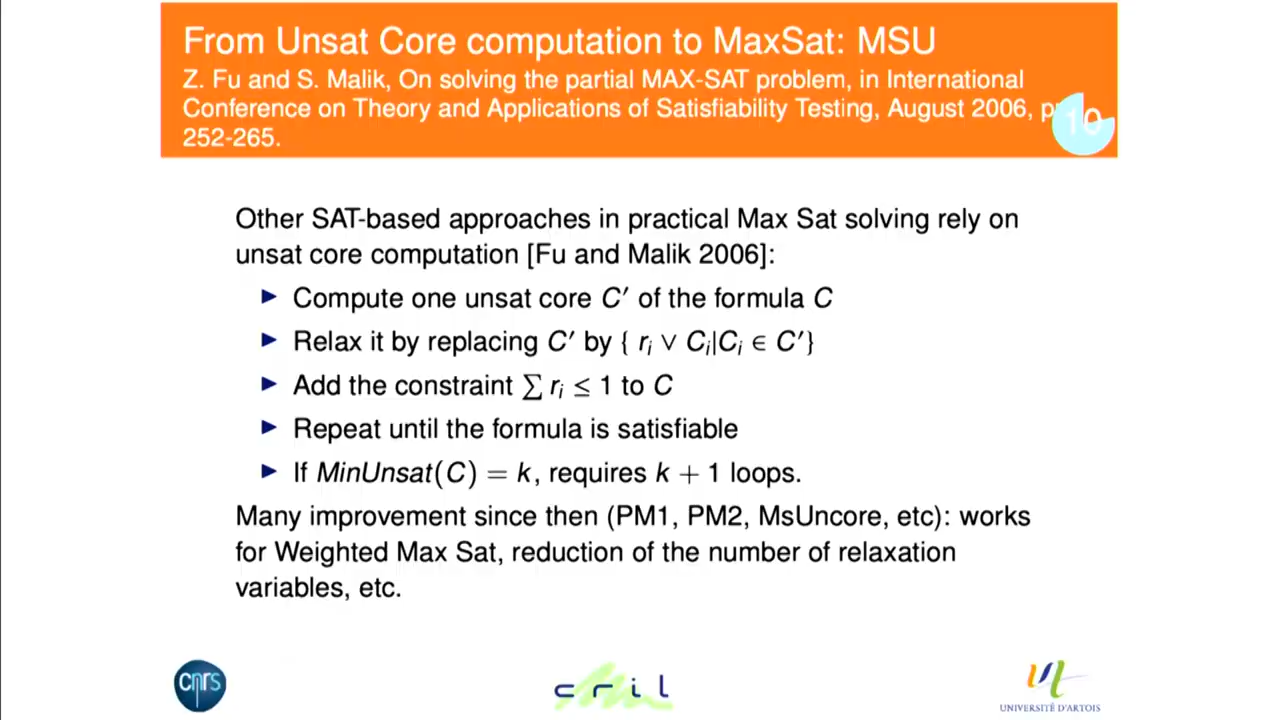 From Unsat Core computation to MaxSat: MSU
Z. Fu and S. Malik, On solving the partial MAX-SAT problem, in International
Conference on Theory and Applications of Satisfiability Testing, August 2006,
10
252-265.
Other SAT-based approaches in practical Max Sat solving rely on
unsat core computation [Fu and Malik 2006]:
► Compute one unsat core C′ of the formula C
► Relax it by replacing C′ by { rᵢ ∨ Cᵢ|Cᵢ ∈ C′}
► Add the constraint ∑ rᵢ ≤ 1 to C
► Repeat until the formula is satisfiable
► If MinUnsat(C) = k, requires k + 1 loops.
Many improvement since then (PM1, PM2, MsUncore, etc): works
for Weighted Max Sat, reduction of the number of relaxation
variables, etc.
cnrs
cril
UNIVERSITÉ D'ARTOIS